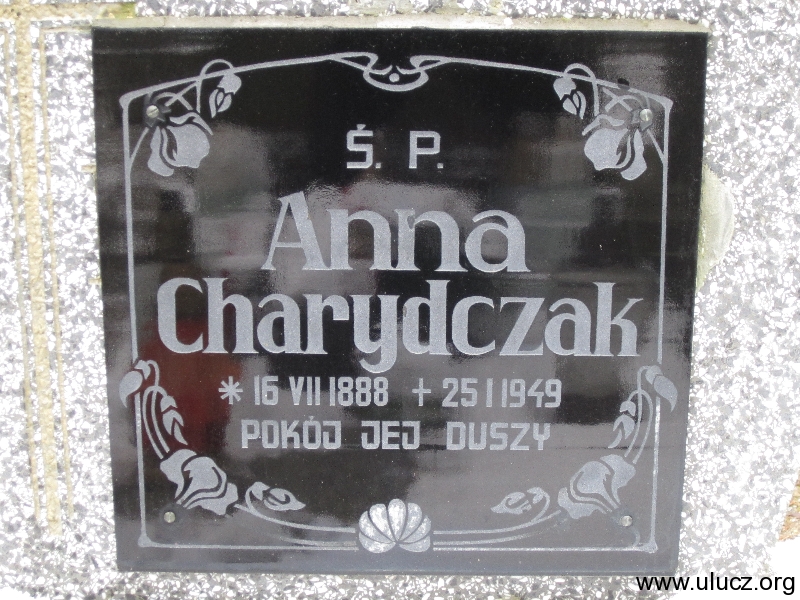 Ś. P.
Anna
Charydczak
* 16 VII 1888 + 25 I 1949
POKÓJ JEJ DUSZY
www.ulucz.org